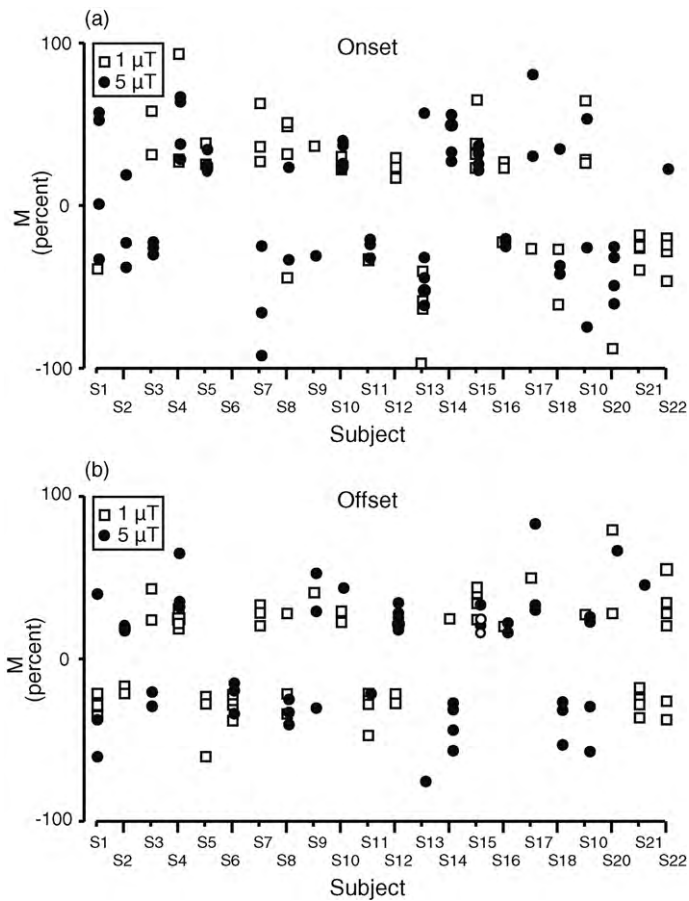 (a)
Onset
100
1 µT
5 µT
0
M
(percent)
-100
S1 S3 S5 S7 S9 S11 S13 S15 S17 S10 S21
S2 S4 S6 S8 S10 S12 S14 S16 S18 S20 S22
Subject
(b)
Offset
100
1 µT
5 µT
0
M
(percent)
-100
S1 S3 S5 S7 S9 S11 S13 S15 S17 S10 S21
S2 S4 S6 S8 S10 S12 S14 S16 S18 S20 S22
Subject